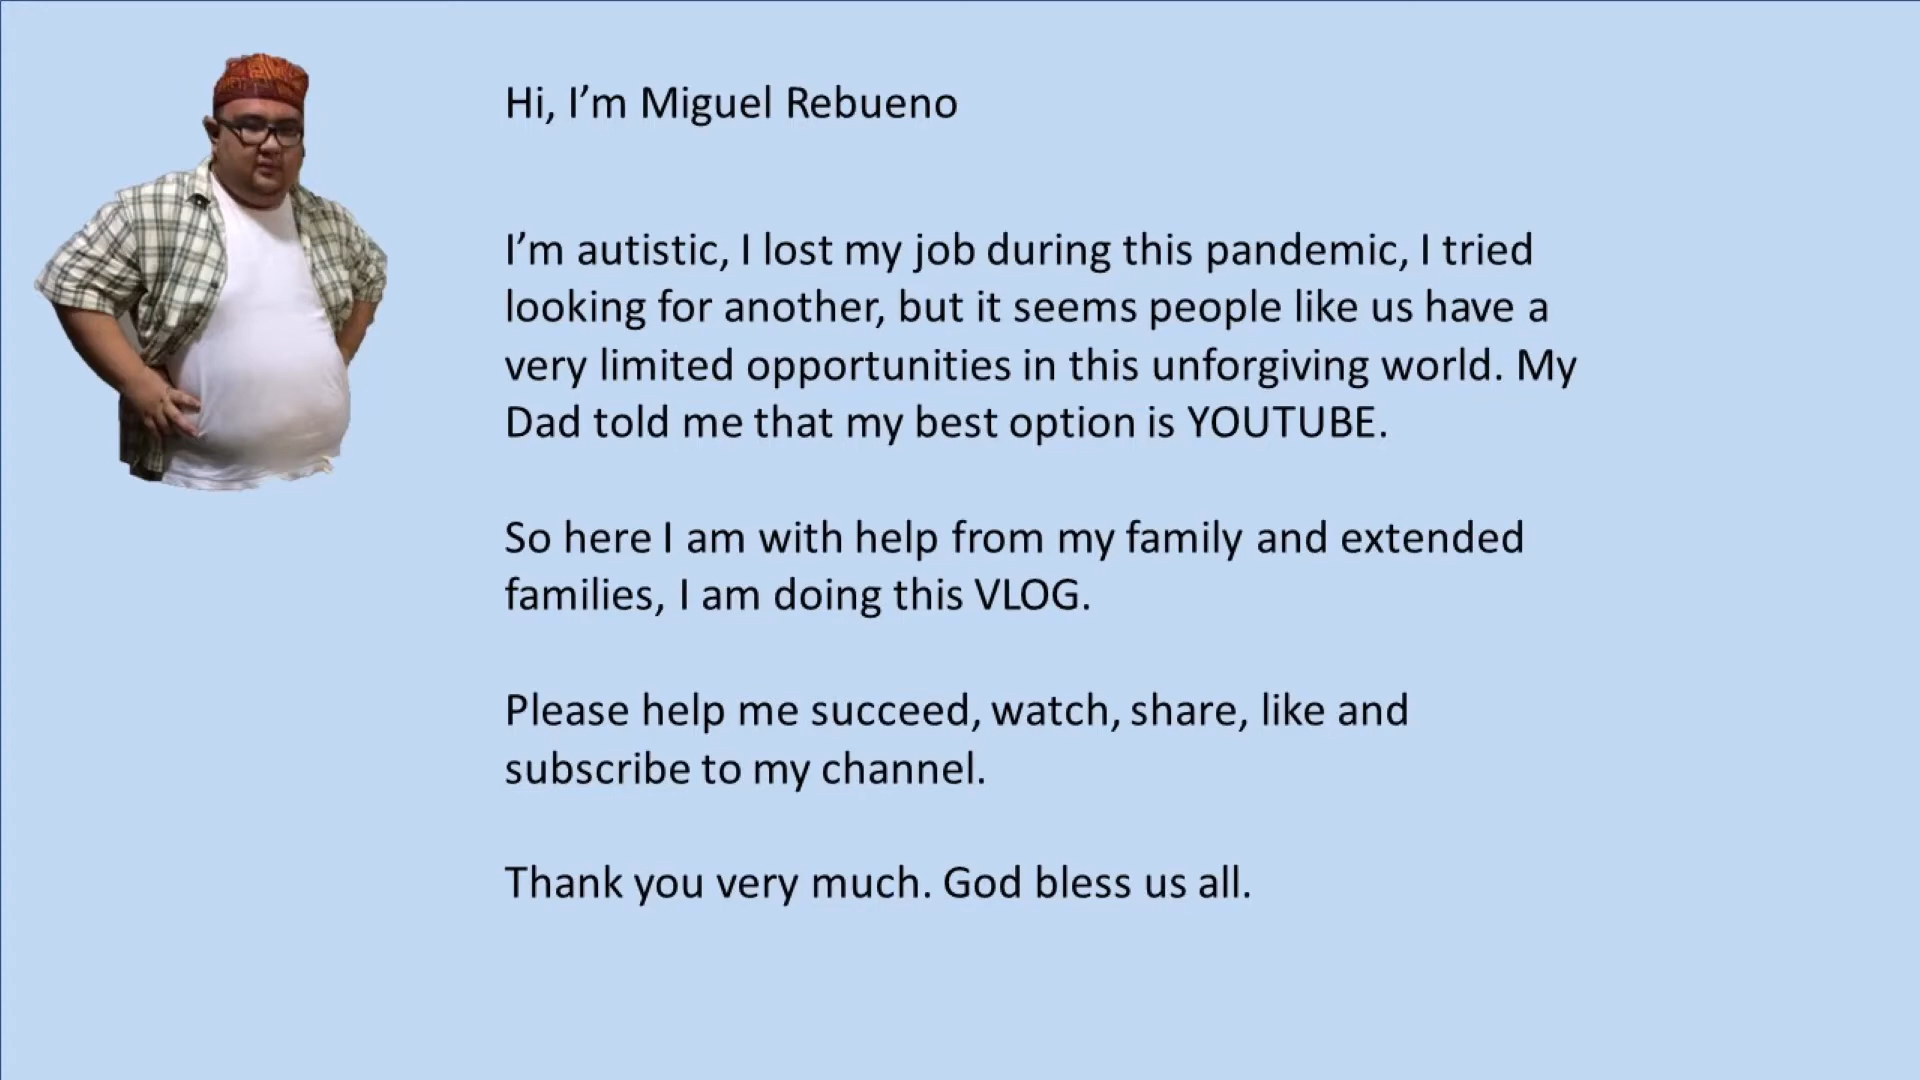 Hi, I’m Miguel Rebueno
I’m autistic, I lost my job during this pandemic, I tried
looking for another, but it seems people like us have a
very limited opportunities in this unforgiving world. My
Dad told me that my best option is YOUTUBE.
So here I am with help from my family and extended
families, I am doing this VLOG.
Please help me succeed, watch, share, like and
subscribe to my channel.
Thank you very much. God bless us all.